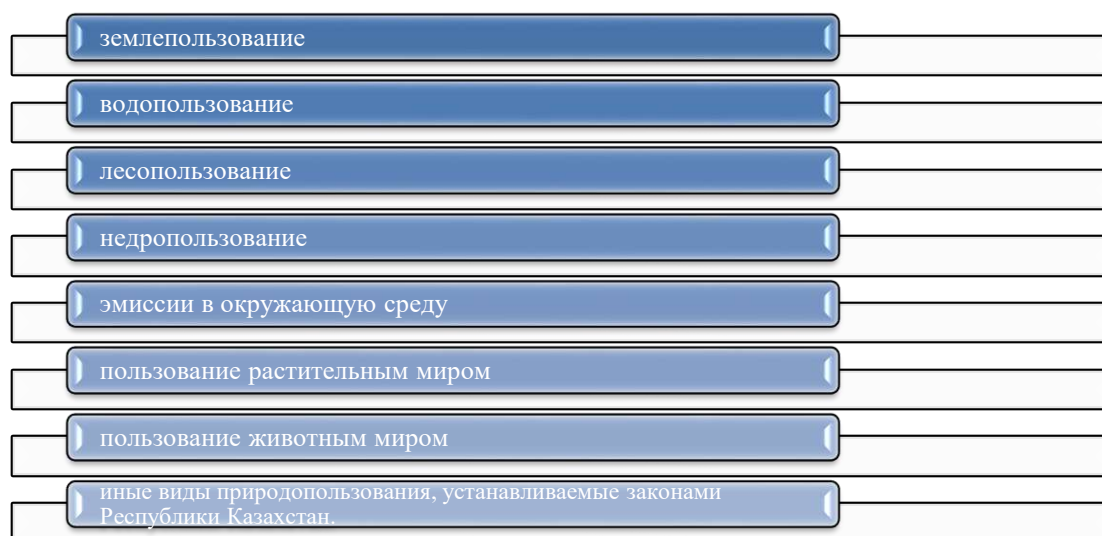 землепользование
водопользование
лесопользование
недропользование
эмиссии в окружающую среду
пользование растительным миром
пользование животным миром
иные виды природопользования, устанавливаемые законами
Республики Казахстан.